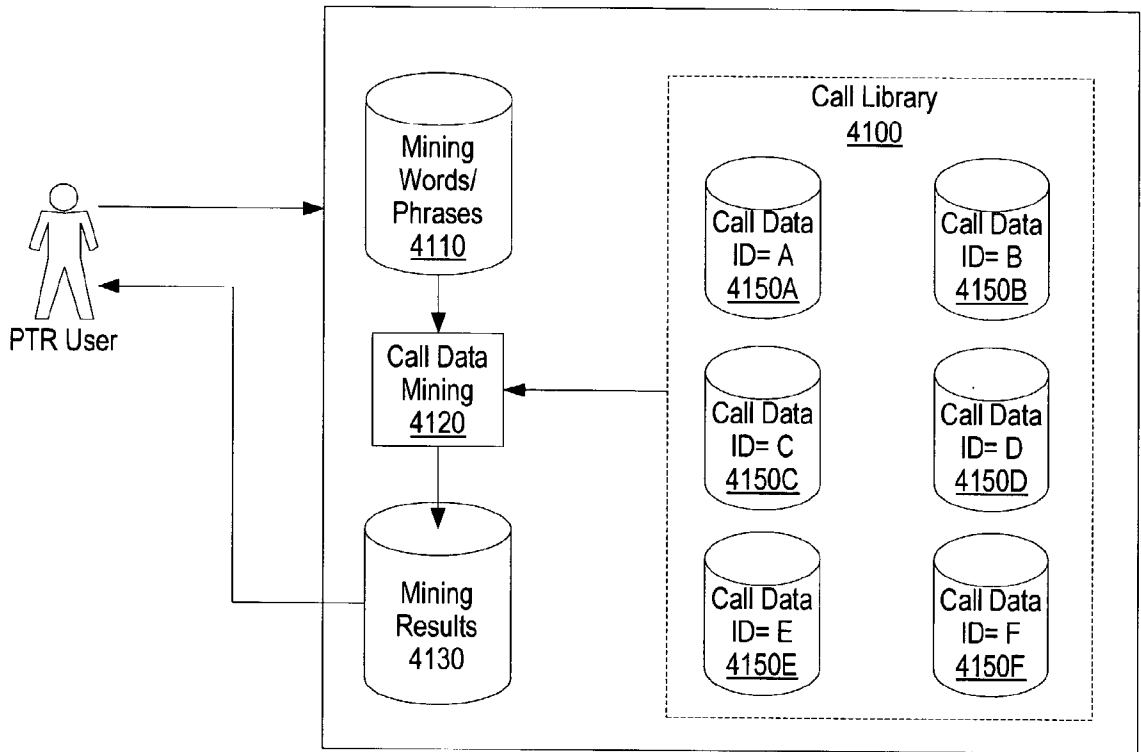 PTR User
Mining
Words/
Phrases
4110
Call Data
Mining
4120
Mining
Results
4130
Call Library
4100
Call Data
ID= A
4150A
Call Data
ID= B
4150B
Call Data
ID= C
4150C
Call Data
ID= D
4150D
Call Data
ID= E
4150E
Call Data
ID= F
4150F